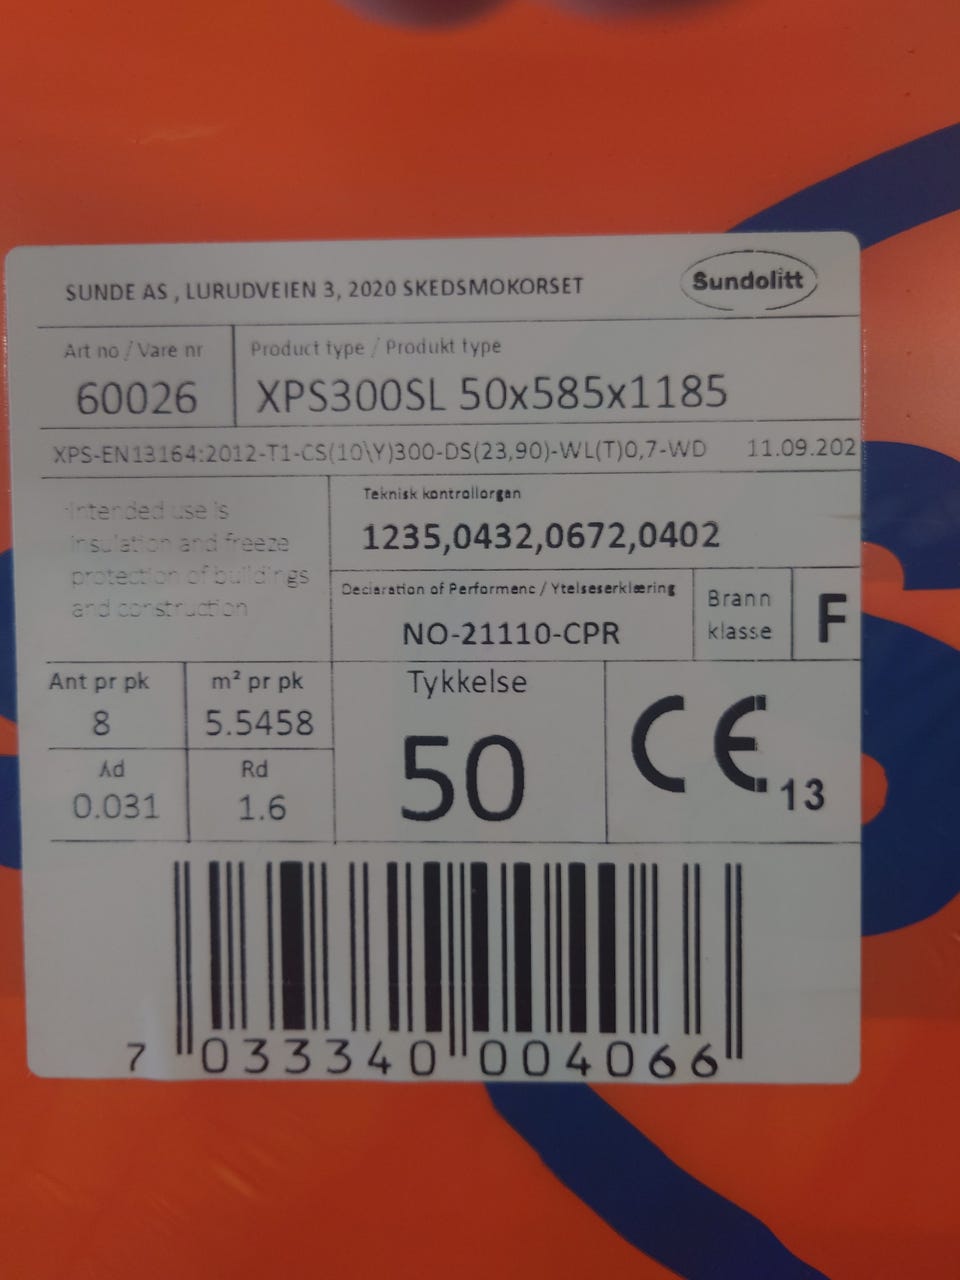 SUNDE AS , LURUDVEIEN 3, 2020 SKEDSMOKORSET
Sundolitt
Art no / Vare nr
60026
Product type / Produkt type
XPS300SL 50x585x1185
XPS-EN13164:2012-T1-CS(10\Y)300-DS(23,90)-WL(T)0,7-WD
11.09.202
Intended use is
insulation and freeze
protection of buildings
and construction
Teknisk kontrollorgan
1235,0432,0672,0402
Declaration of Performenc / Ytelseserklæring
NO-21110-CPR
Brann
klasse
F
Ant pr pk
8
m² pr pk
5.5458
λd
0.031
Rd
1.6
Tykkelse
50
CE 13
7 033340 004066